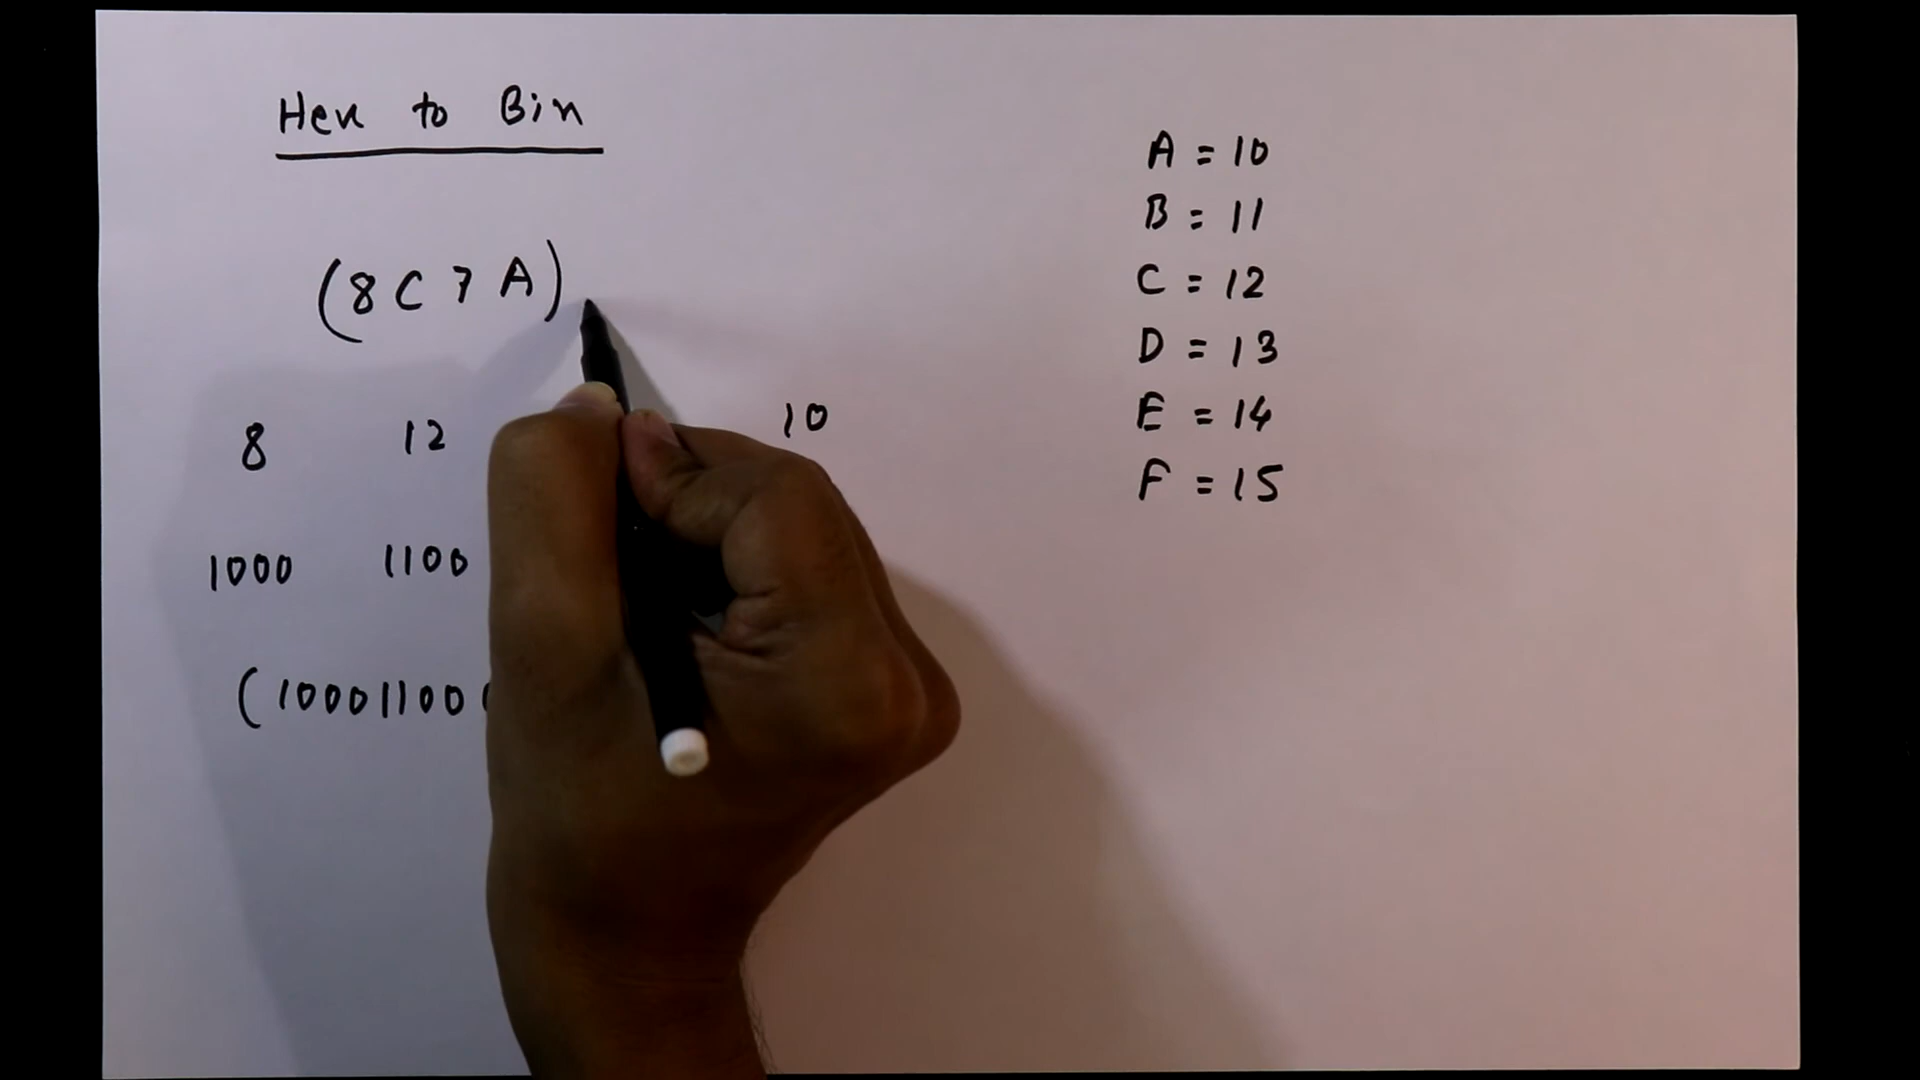 Hex to Bin
(8 C 7 A)
8 12 10
1000 1100
(10001100
A = 10
B = 11
C = 12
D = 13
E = 14
F = 15